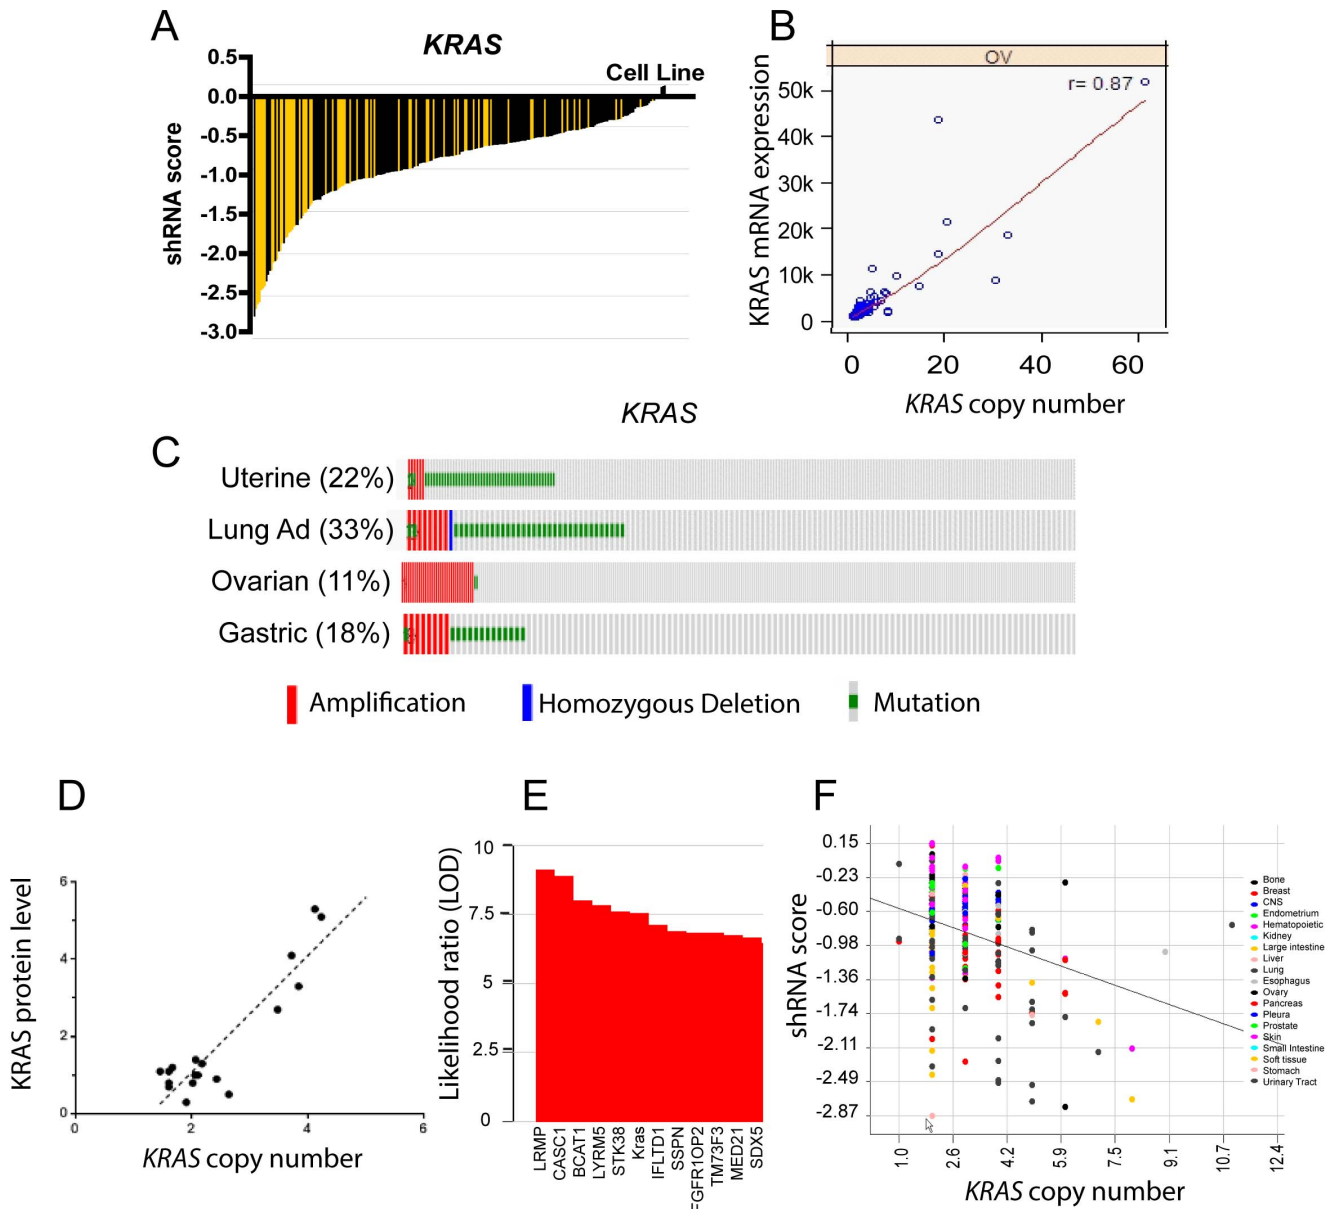 A
KRAS
Cell Line
0.5
0.0
-0.5
-1.0
-1.5
-2.0
-2.5
-3.0
shRNA score
B
OV
r= 0.87
50k
40k
30k
20k
10k
0
KRAS mRNA expression
0 20 40 60
KRAS copy number
KRAS
C
Uterine (22%)
Lung Ad (33%)
Ovarian (11%)
Gastric (18%)
Amplification
Homozygous Deletion
Mutation
D
KRAS protein level
6
4
2
0
0 2 4 6
KRAS copy number
E
Likelihood ratio (LOD)
10
7.5
5
2.5
0
LRMP
CASC1
BCAT1
LYRM5
STK38
Kras
IFLTD1
SSPN
FGFR1OP2
TM73F3
MED21
SDX5
F
shRNA score
0.15
-0.23
-0.60
-0.98
-1.36
-1.74
-2.11
-2.49
-2.87
1.0 2.6 4.2 5.9 7.5 9.1 10.7 12.4
KRAS copy number
Bone
Breast
CNS
Endometrium
Hematopoietic
Kidney
Large intestine
Liver
Lung
Esophagus
Ovary
Pancreas
Pleura
Prostate
Skin
Small Intestine
Soft tissue
Stomach
Urinary Tract